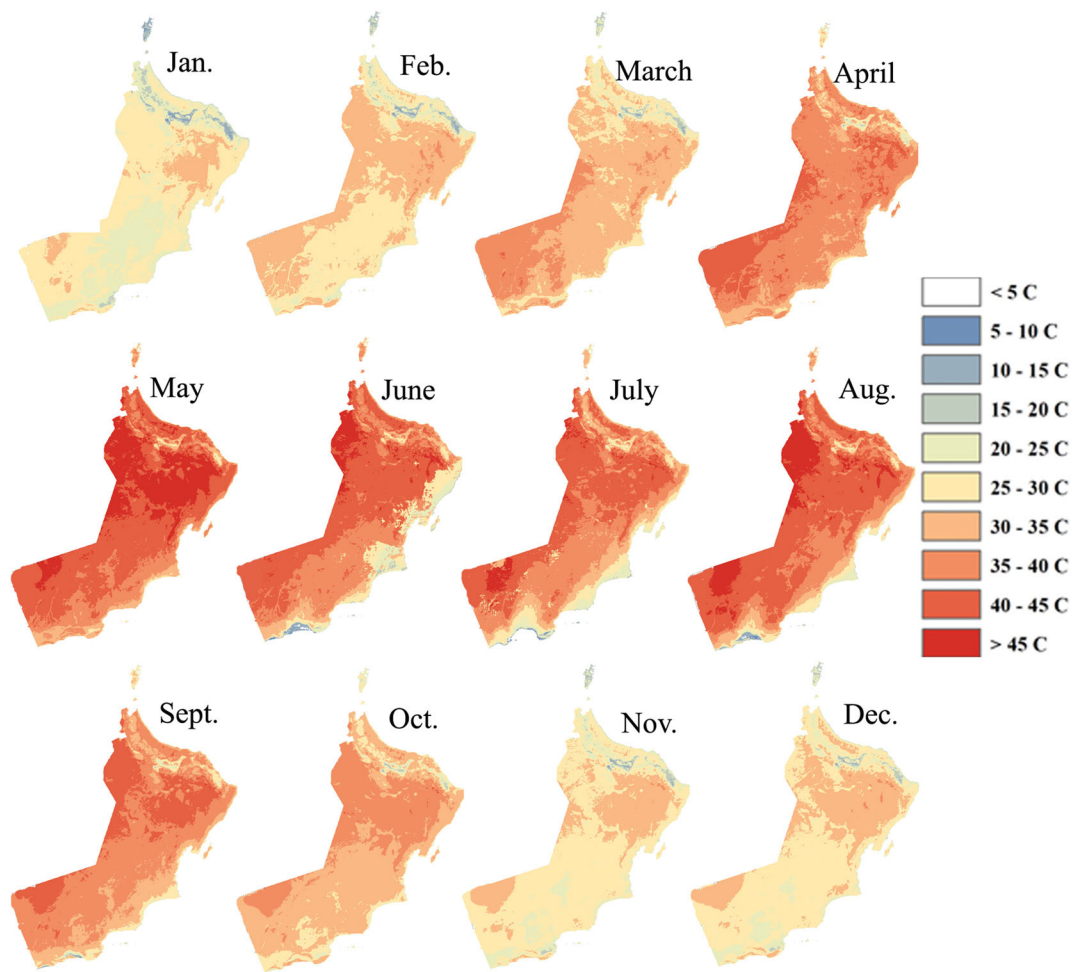 Jan.
Feb.
March
April
May
June
July
Aug.
Sept.
Oct.
Nov.
Dec.
< 5 C
5 - 10 C
10 - 15 C
15 - 20 C
20 - 25 C
25 - 30 C
30 - 35 C
35 - 40 C
40 - 45 C
> 45 C